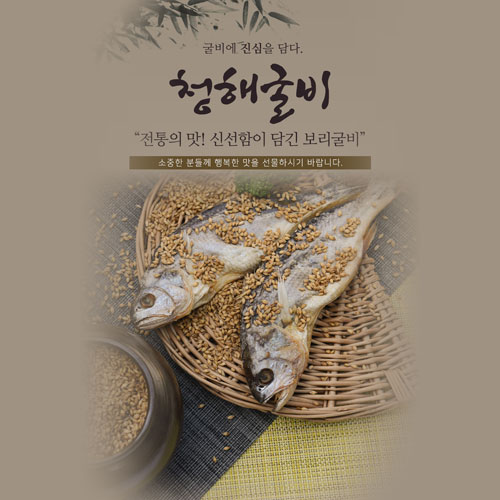 굴비에 진심을 담다.
청해굴비
“전통의 맛! 신선함이 담긴 보리굴비”
소중한 분들께 행복한 맛을 선물하시기 바랍니다.